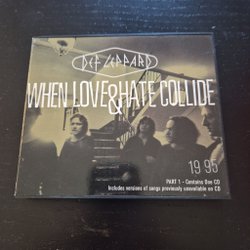 DEF LEPPARD
WHEN LOVE & HATE COLLIDE
19 95
PART 1 - Contains One CD
Includes versions of songs previously unavailable on CD